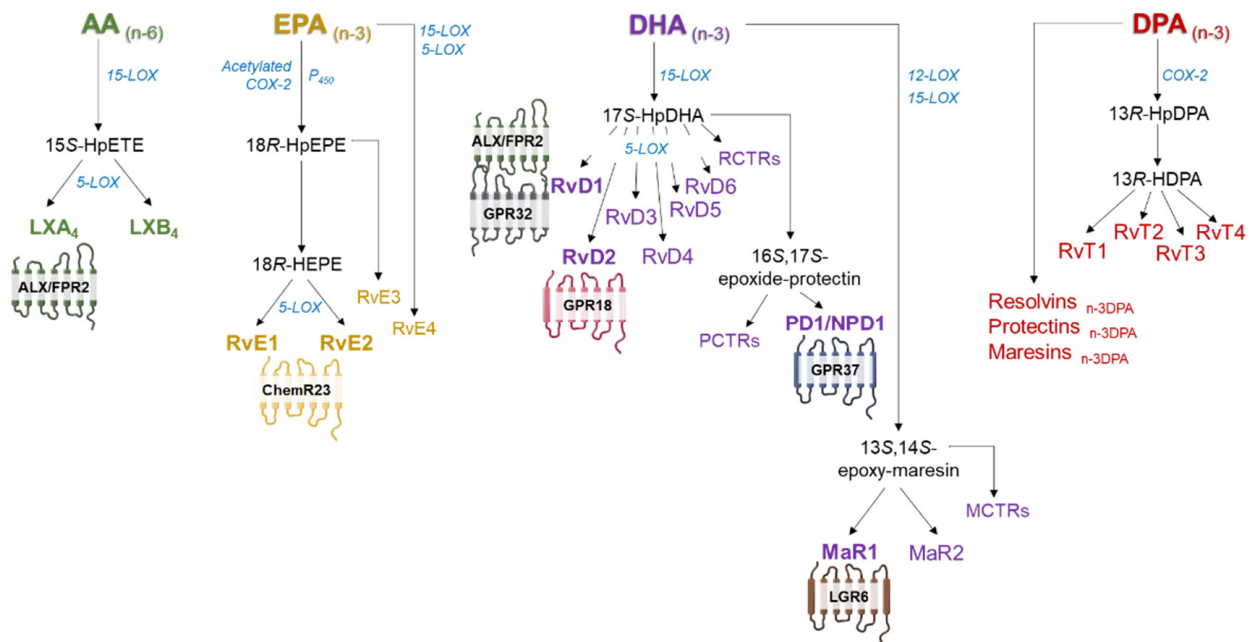 AA (n-6)
15-LOX
15S-HpETE
5-LOX
LXA4
LXB4
ALX/FPR2
EPA (n-3)
15-LOX
5-LOX
Acetylated
COX-2
P450
18R-HpEPE
18R-HEPE
5-LOX
RvE3
RvE4
RvE1
RvE2
ChemR23
DHA (n-3)
15-LOX
12-LOX
15-LOX
17S-HpDHA
ALX/FPR2
GPR32
5-LOX
RCTRs
RvD1
RvD6
RvD5
RvD3
RvD2
RvD4
GPR18
16S,17S-
epoxide-protectin
PCTRs
PD1/NPD1
GPR37
13S,14S-
epoxy-maresin
MCTRs
MaR1
MaR2
LGR6
DPA (n-3)
COX-2
13R-HpDPA
13R-HDPA
RvT1
RvT2
RvT3
RvT4
Resolvins n-3DPA
Protectins n-3DPA
Maresins n-3DPA